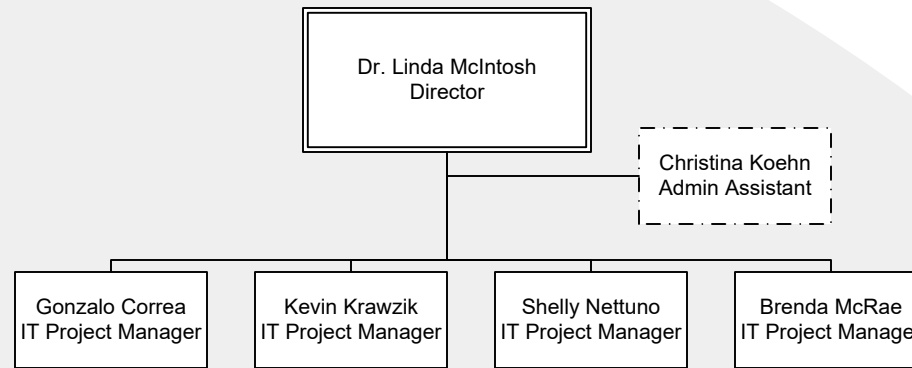 Dr. Linda McIntosh
Director
Christina Koehn
Admin Assistant
Gonzalo Correa
IT Project Manager
Kevin Krawzik
IT Project Manager
Shelly Nettuno
IT Project Manager
Brenda McRae
IT Project Manage